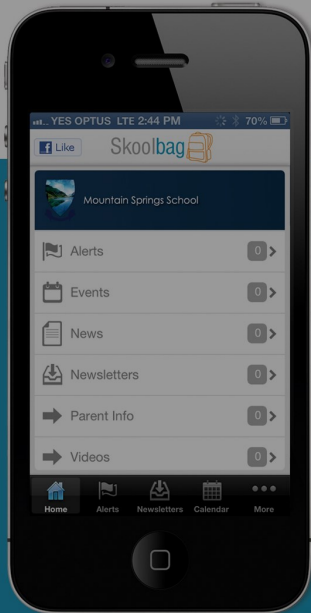 YES OPTUS LTE 2:44 PM 70%
f Like Skoolbag
Mountain Springs School
Alerts 0
Events 0
News 0
Newsletters 0
Parent Info 0
Videos 0
Home Alerts Newsletters Calendar More